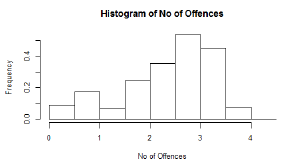 Histogram of No of Offences
Frequency
0.4
0.2
0.0
0 1 2 3 4
No of Offences